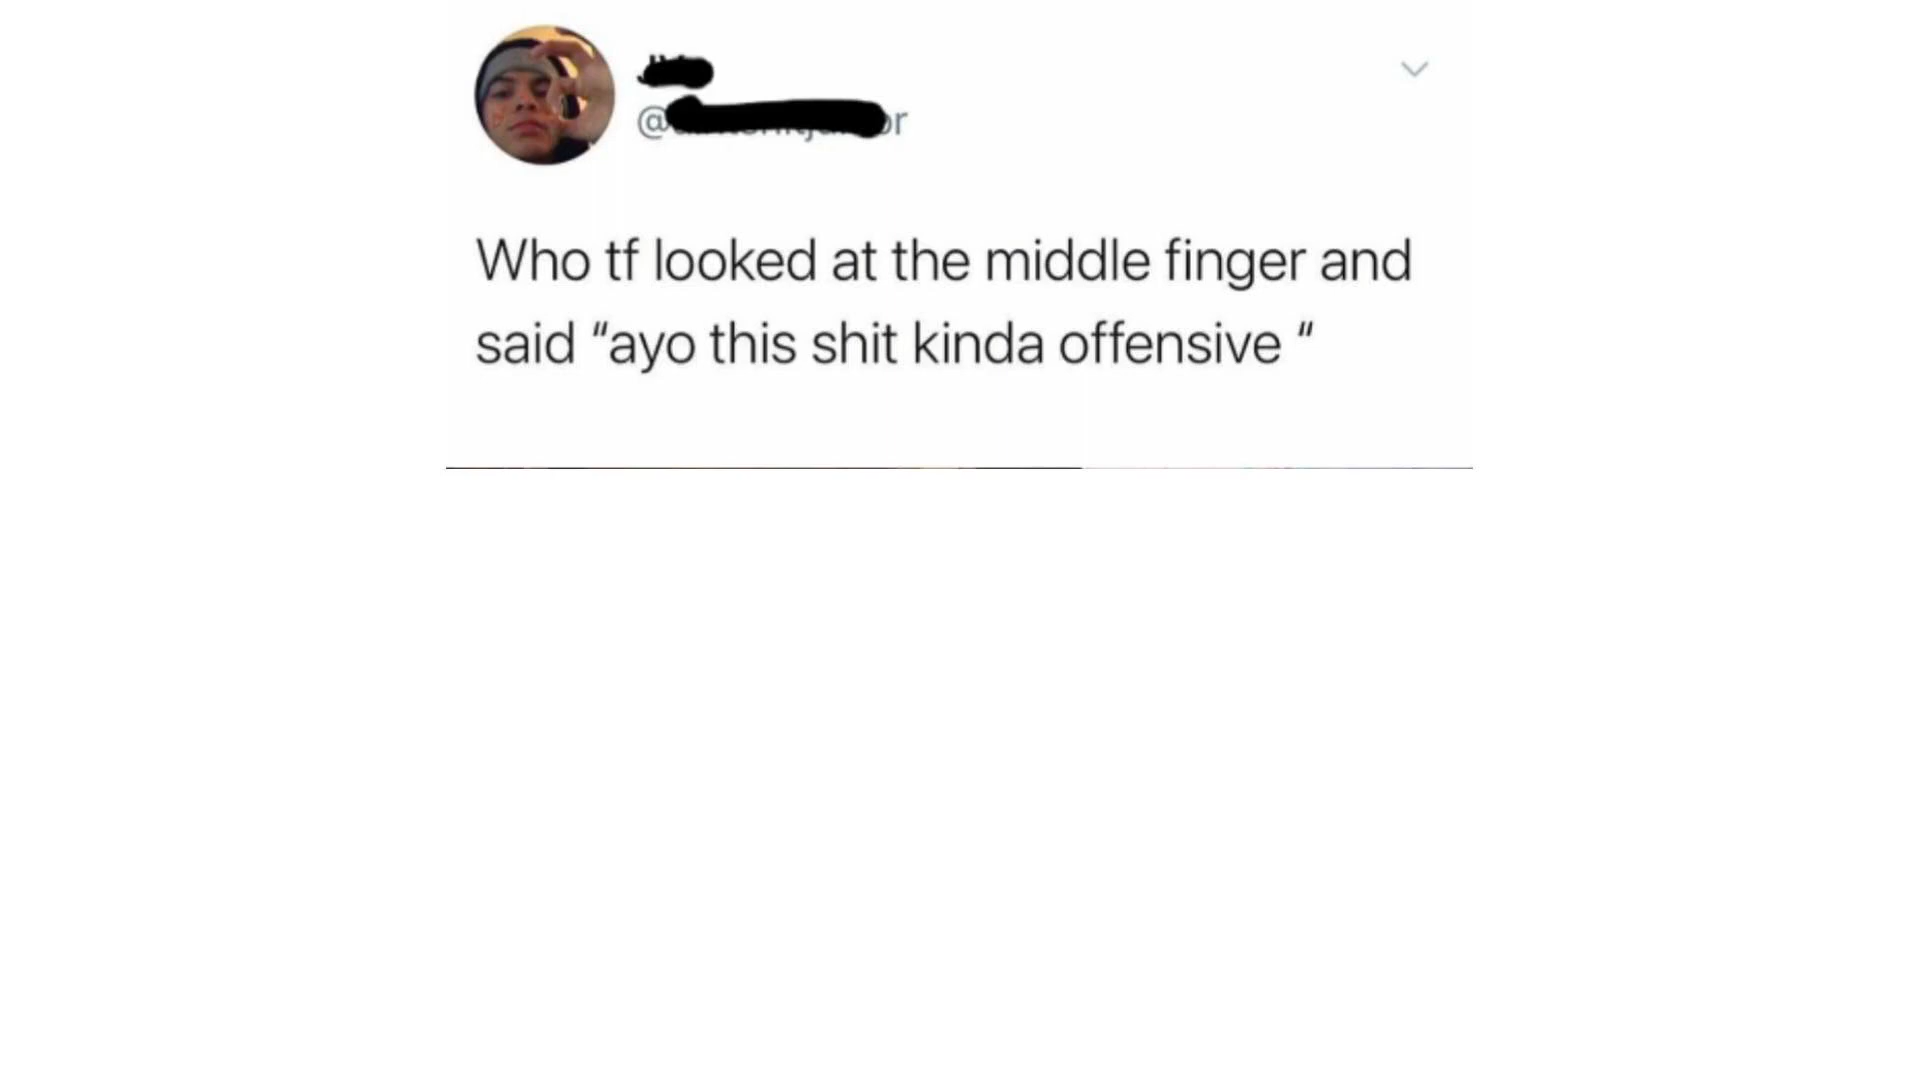 Who tf looked at the middle finger and
said "ayo this shit kinda offensive "